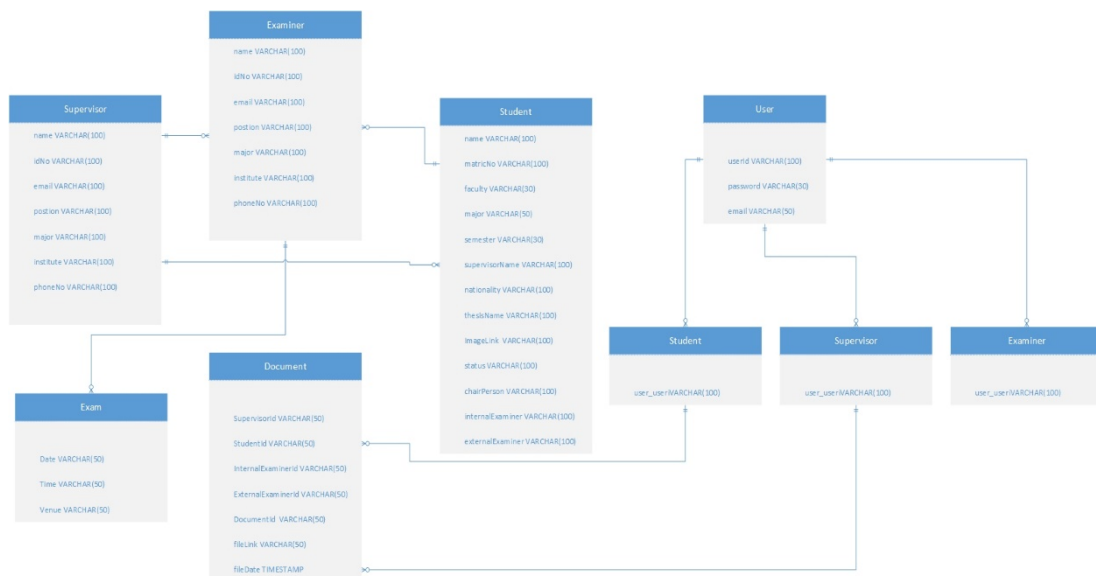 Examiner
name VARCHAR(100)
idNo VARCHAR(100)
email VARCHAR(100)
postion VARCHAR(100)
major VARCHAR(100)
institute VARCHAR(100)
phoneNo VARCHAR(100)
Supervisor
name VARCHAR(100)
idNo VARCHAR(100)
email VARCHAR(100)
postion VARCHAR(100)
major VARCHAR(100)
institute VARCHAR(100)
phoneNo VARCHAR(100)
Student
name VARCHAR(100)
matricNo VARCHAR(100)
faculty VARCHAR(30)
major VARCHAR(50)
semester VARCHAR(30)
supervisorName VARCHAR(100)
nationality VARCHAR(100)
thesisName VARCHAR(100)
imageLink VARCHAR(100)
status VARCHAR(100)
chairPerson VARCHAR(100)
internalExaminer VARCHAR(100)
externalExaminer VARCHAR(100)
User
userId VARCHAR(100)
password VARCHAR(30)
email VARCHAR(50)
Student
user_useriVARCHAR(100)
Supervisor
user_useriVARCHAR(100)
Examiner
user_useriVARCHAR(100)
Document
SupervisorId VARCHAR(50)
StudentId VARCHAR(50)
InternalExaminerId VARCHAR(50)
ExternalExaminerId VARCHAR(50)
DocumentId VARCHAR(50)
fileLink VARCHAR(50)
fileDate TIMESTAMP
Exam
Date VARCHAR(50)
Time VARCHAR(50)
Venue VARCHAR(50)